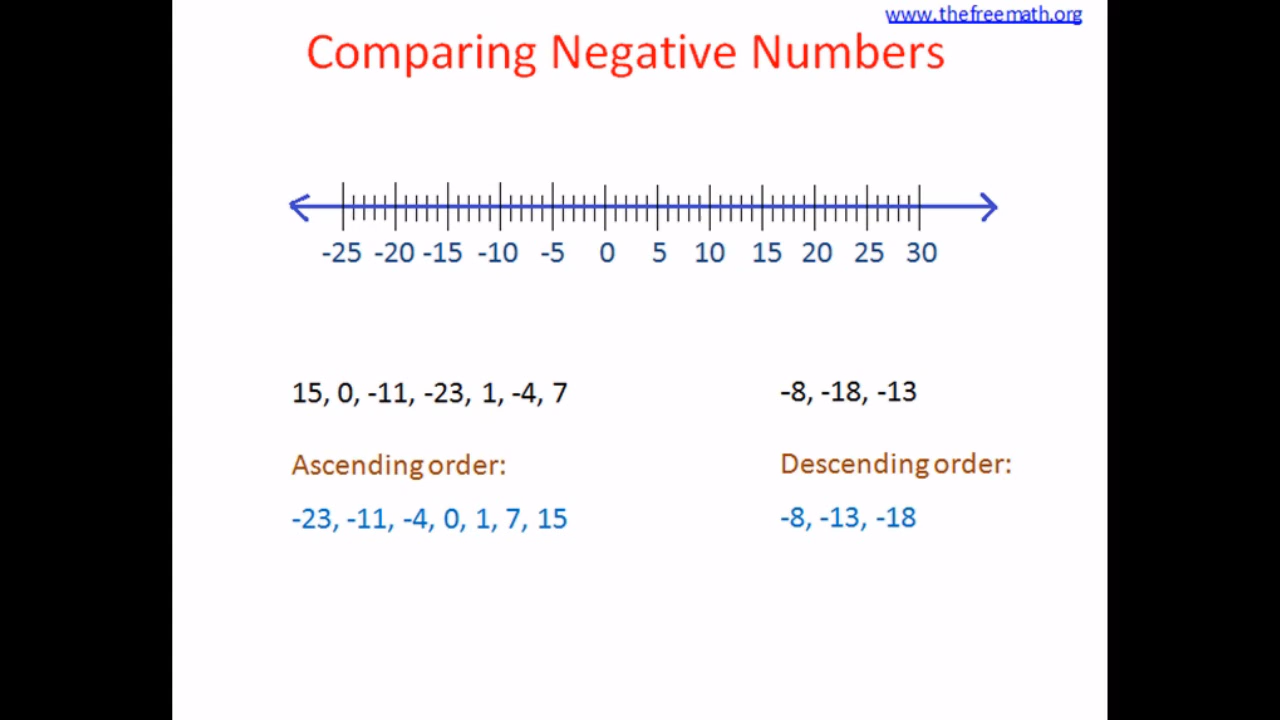 www.thefreemath.org
Comparing Negative Numbers
-25 -20 -15 -10 -5 0 5 10 15 20 25 30
15, 0, -11, -23, 1, -4, 7
Ascending order:
-23, -11, -4, 0, 1, 7, 15
-8, -18, -13
Descending order:
-8, -13, -18